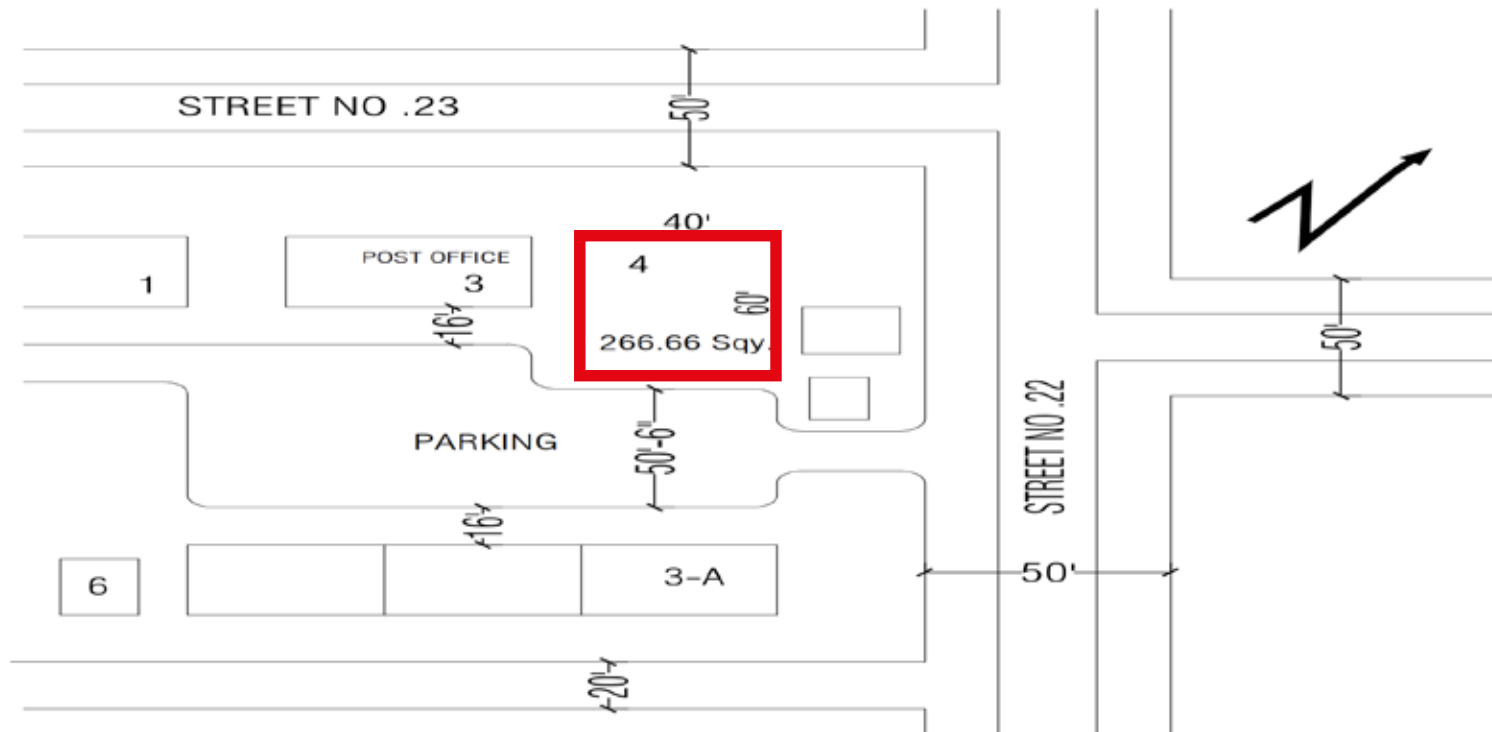 STREET NO .23
50'
40'
POST OFFICE
4
1
3
60'
16'
50'
266.66 Sqy.
STREET NO .22
PARKING
50'-6"
16'
50'
3-A
6
20'